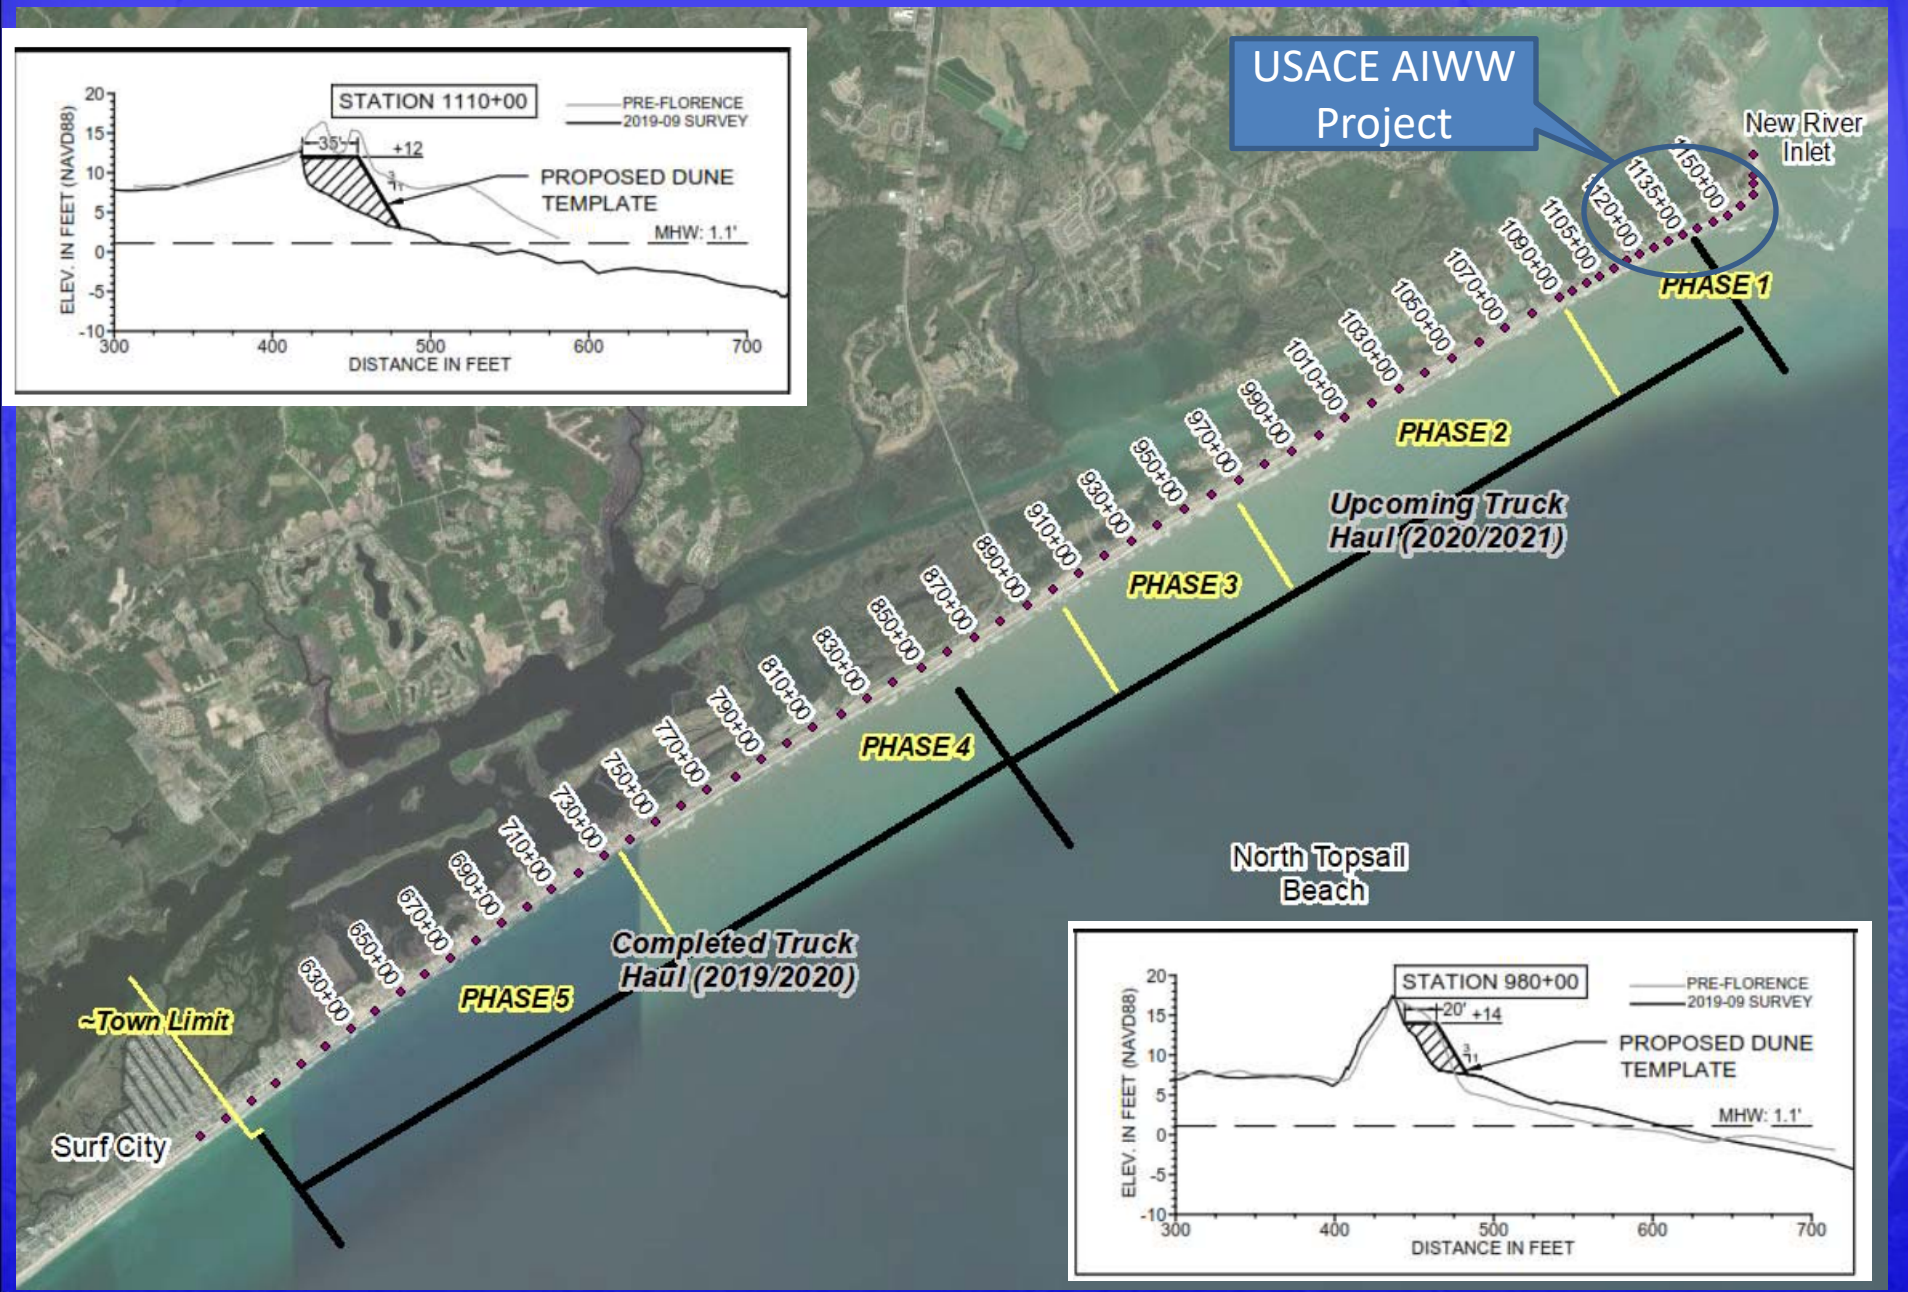 STATION 1110+00
PRE-FLORENCE
2019-09 SURVEY
35'
+12
3
1
PROPOSED DUNE
TEMPLATE
MHW: 1.1'
ELEV. IN FEET (NAVD88)
20
15
10
5
0
-5
-10
300
400
500
600
700
DISTANCE IN FEET
USACE AIWW
Project
New River
Inlet
1150+00
1135+00
1120+00
1105+00
1090+00
1070+00
1050+00
1030+00
1010+00
990+00
970+00
950+00
930+00
910+00
890+00
870+00
850+00
830+00
810+00
790+00
770+00
750+00
730+00
710+00
690+00
670+00
650+00
630+00
PHASE 1
PHASE 2
Upcoming Truck
Haul (2020/2021)
PHASE 3
PHASE 4
North Topsail
Beach
Completed Truck
Haul (2019/2020)
PHASE 5
~Town Limit
Surf City
STATION 980+00
PRE-FLORENCE
2019-09 SURVEY
20'
+14
3
1
PROPOSED DUNE
TEMPLATE
MHW: 1.1'
ELEV. IN FEET (NAVD88)
20
15
10
5
0
-5
-10
300
400
500
600
700
DISTANCE IN FEET